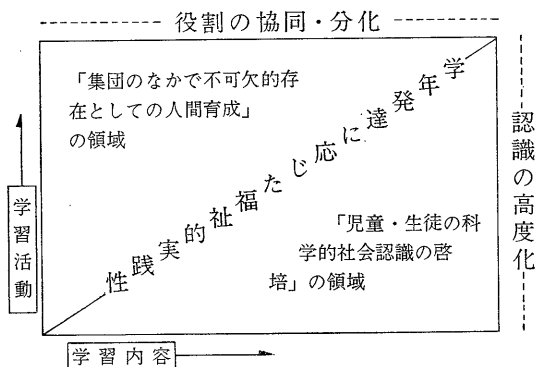 役割の協同・分化
「集団のなかで不可欠的存
在としての人間育成」
の領域
学年発達に応じた福祉的実践性
認識の高度化
「児童・生徒の科
学的社会認識の啓
培」の領域
学習活動
学習内容